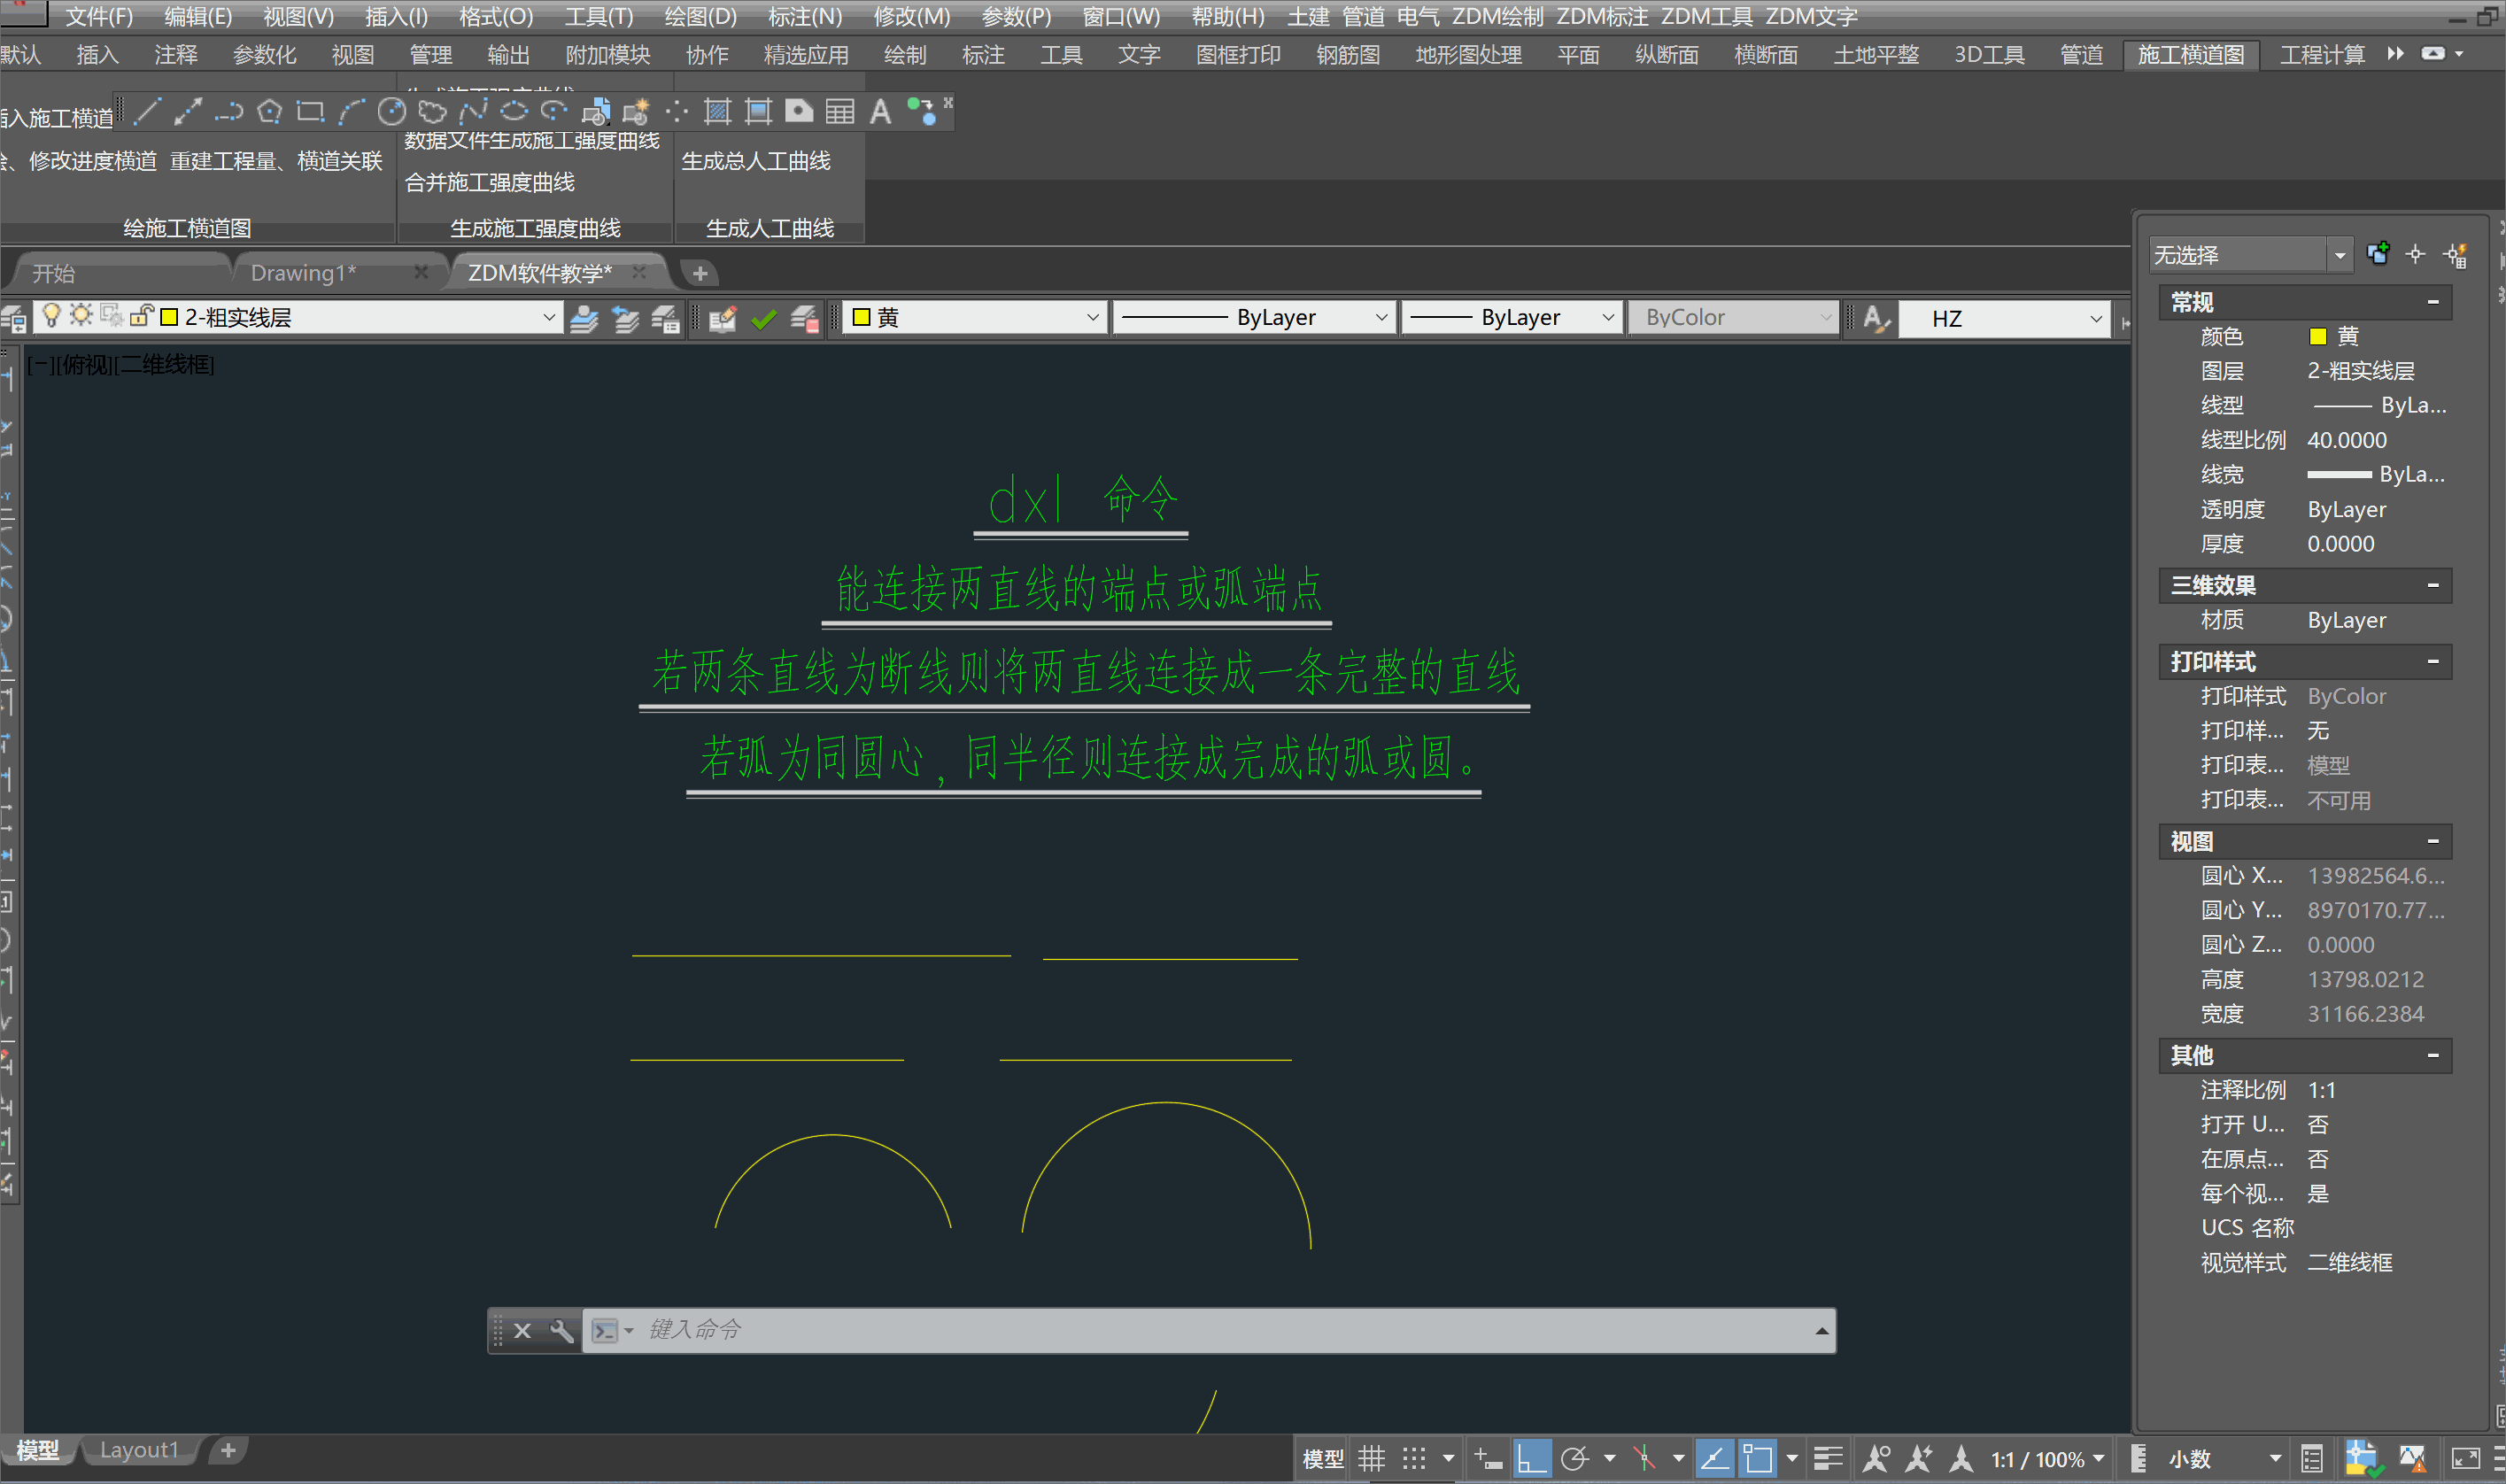 文件(F) 编辑(E) 视图(V) 插入(I) 格式(O) 工具(T) 绘图(D) 标注(N) 修改(M) 参数(P) 窗口(W) 帮助(H) 土建 管道 电气 ZDM绘制 ZDM标注 ZDM工具 ZDM文字
默认 插入 注释 参数化 视图 管理 输出 附加模块 协作 精选应用 绘制 标注 工具 文字 图框打印 钢筋图 地形图处理 平面 纵断面 横断面 土地平整 3D工具 管道 施工横道图 工程计算
插入施工横道
数据文件生成施工强度曲线
、修改进度横道 重建工程量、横道关联
生成总人工曲线
合并施工强度曲线
绘施工横道图 生成施工强度曲线 生成人工曲线
开始 Drawing1* ZDM软件教学*
2-粗实线层 黄 ByLayer ByLayer ByColor HZ
[−][俯视][二维线框]
dxl 命令
能连接两直线的端点或弧端点
若两条直线为断线则将两直线连接成一条完整的直线
若弧为同圆心，同半径则连接成完成的弧或圆。
键入命令
无选择
常规
颜色 黄
图层 2-粗实线层
线型 ByLa...
线型比例 40.0000
线宽 ByLa...
透明度 ByLayer
厚度 0.0000
三维效果
材质 ByLayer
打印样式
打印样式 ByColor
打印样... 无
打印表... 模型
打印表... 不可用
视图
圆心 X... 13982564.6...
圆心 Y... 8970170.77...
圆心 Z... 0.0000
高度 13798.0212
宽度 31166.2384
其他
注释比例 1:1
打开 U... 否
在原点... 否
每个视... 是
UCS 名称
视觉样式 二维线框
模型 Layout1
模型 1:1 / 100% 小数